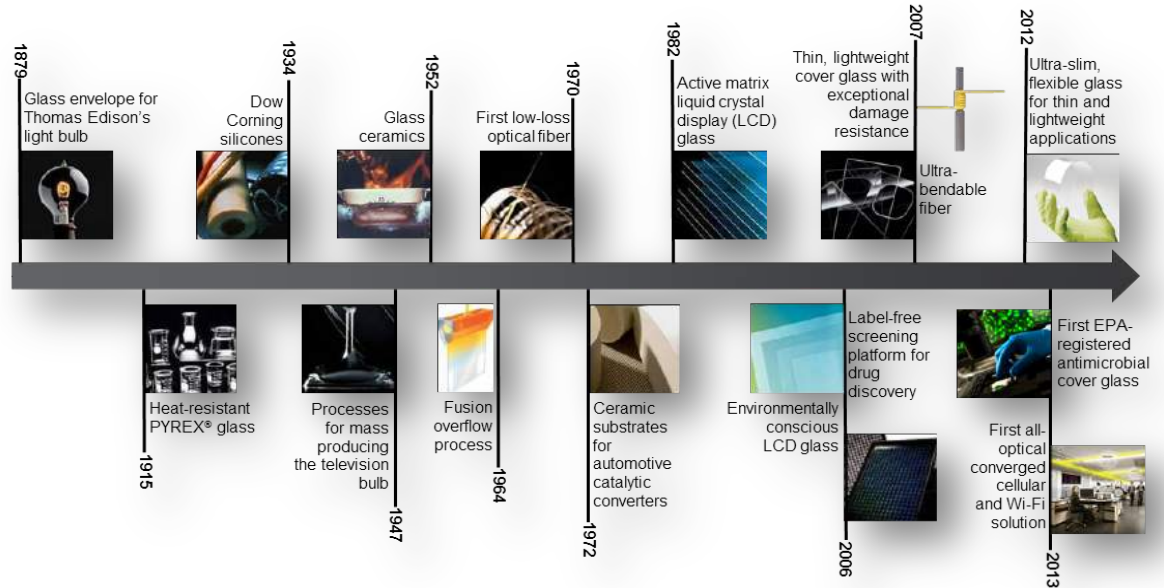 1879
Glass envelope for
Thomas Edison's
light bulb
1934
Dow
Corning
silicones
1952
Glass
ceramics
1970
First low-loss
optical fiber
1982
Active matrix
liquid crystal
display (LCD)
glass
2007
Thin, lightweight
cover glass with
exceptional
damage
resistance
Ultra-
bendable
fiber
2012
Ultra-slim,
flexible glass
for thin and
lightweight
applications
Heat-resistant
PYREX® glass
1915
Processes
for mass
producing
the television
bulb
1947
Fusion
overflow
process
1964
Ceramic
substrates
for
automotive
catalytic
converters
1972
Environmentally
conscious
LCD glass
Label-free
screening
platform for
drug
discovery
2006
First EPA-
registered
antimicrobial
cover glass
First all-
optical
converged
cellular
and Wi-Fi
solution
2013